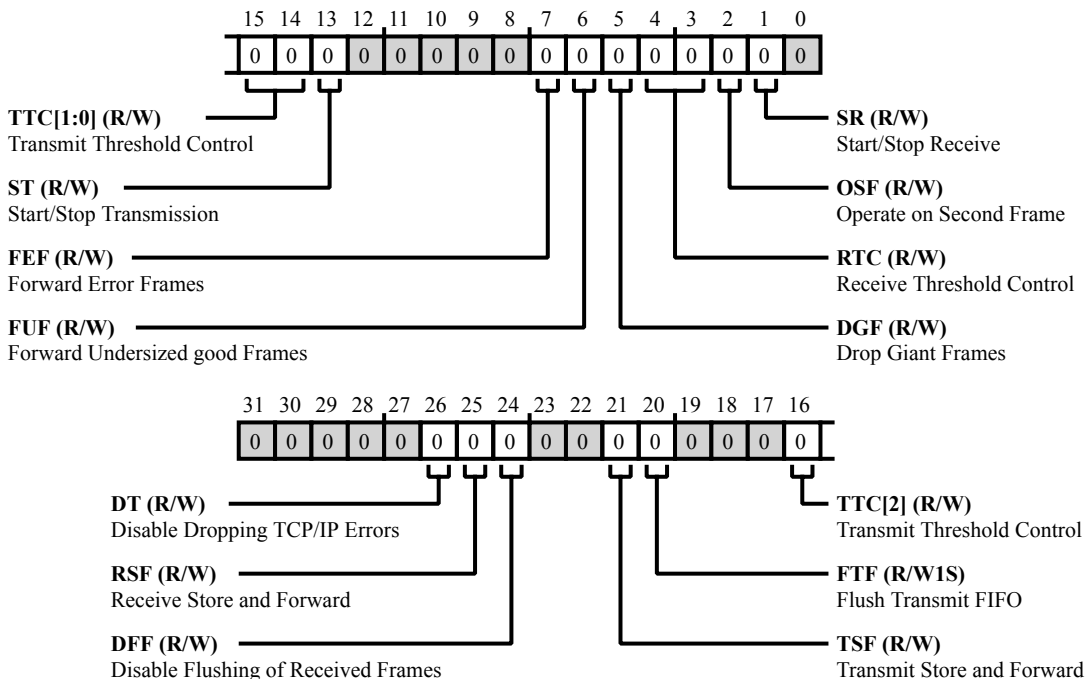 15 14 13 12 11 10 9 8 7 6 5 4 3 2 1 0
0 0 0 0 0 0 0 0 0 0 0 0 0 0 0 0
TTC[1:0] (R/W)
Transmit Threshold Control
SR (R/W)
Start/Stop Receive
ST (R/W)
Start/Stop Transmission
OSF (R/W)
Operate on Second Frame
FEF (R/W)
Forward Error Frames
RTC (R/W)
Receive Threshold Control
FUF (R/W)
Forward Undersized good Frames
DGF (R/W)
Drop Giant Frames
31 30 29 28 27 26 25 24 23 22 21 20 19 18 17 16
0 0 0 0 0 0 0 0 0 0 0 0 0 0 0 0
DT (R/W)
Disable Dropping TCP/IP Errors
TTC[2] (R/W)
Transmit Threshold Control
RSF (R/W)
Receive Store and Forward
FTF (R/W1S)
Flush Transmit FIFO
DFF (R/W)
Disable Flushing of Received Frames
TSF (R/W)
Transmit Store and Forward